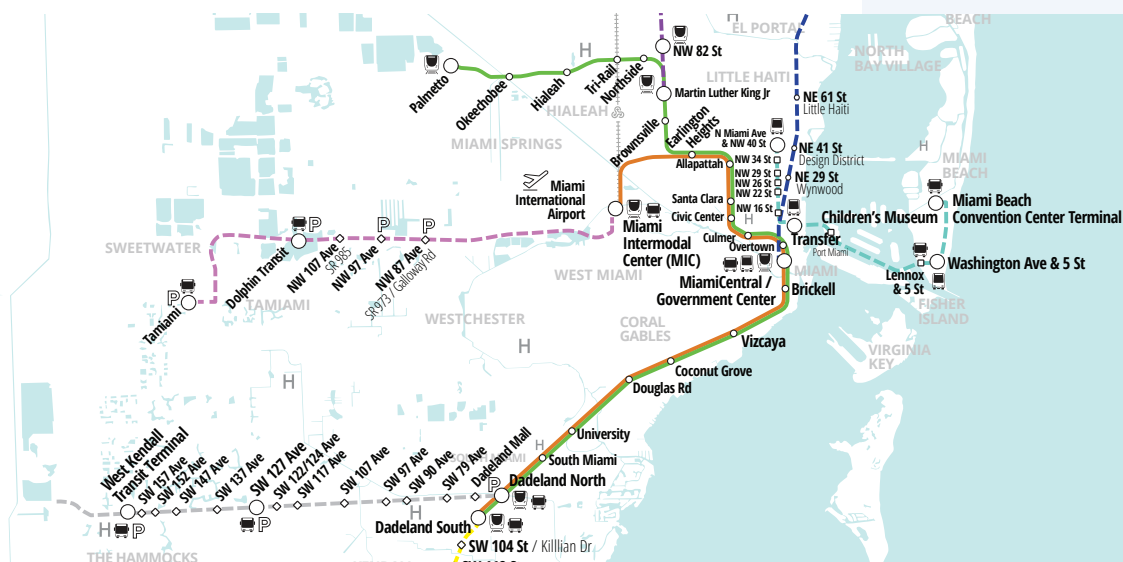 BEACH
EL PORTAL
NW 82 St
NORTH
BAY VILLAGE
Palmetto
Okeechobee
Hialeah
Tri-Rail
Northside
LITTLE HAITI
Martin Luther King Jr
NE 61 St
Little Haiti
HIALEAH
MIAMI SPRINGS
Brownsville
Earlington
Heights
N Miami Ave
& NW 40 St
Allapattah
NW 34 St
NW 29 St
NW 26 St
NW 22 St
NW 16 St
NE 41 St
Design District
NE 29 St
Wynwood
MIAMI
BEACH
Miami
International
Airport
Santa Clara
Civic Center
Culmer
Overtown
Miami
Intermodal
Center (MIC)
Children's Museum
Miami Beach
Convention Center Terminal
Transfer
Port Miami
SWEETWATER
P
P
P
P
Tamiami
Dolphin Transit
NW 107 Ave
SR 985
NW 97 Ave
NW 87 Ave
SR 973 / Galloway Rd
TAMIAMI
WEST MIAMI
MiamiCentral /
Government Center
MIAMI
Brickell
Lennox
& 5 St
Washington Ave & 5 St
FISHER
ISLAND
WESTCHESTER
CORAL
GABLES
Vizcaya
VIRGINIA
KEY
Coconut Grove
Douglas Rd
University
South Miami
West Kendall
Transit Terminal
SW 157 Ave
SW 152 Ave
SW 147 Ave
SW 137 Ave
SW 127 Ave
SW 122/124 Ave
SW 117 Ave
SW 107 Ave
SW 97 Ave
SW 90 Ave
SW 79 Ave
Dadeland Mall
P
Dadeland North
Dadeland South
H
P
P
H
H
H
H
H
H
H
H
SW 104 St / Killlian Dr
THE HAMMOCKS